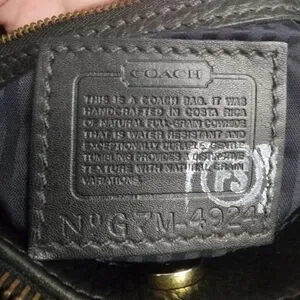 COACH
THIS IS A COACH BAG. IT WAS
HANDCRAFTED IN COSTA RICA
OF NATURAL FULL-GRAIN COWHIDE
THAT IS WATER RESISTANT AND
EXCEPTIONALLY DURABLE. GENTLE
TUMBLING PROVIDES A DISTINCTIVE
TEXTURE WITH NATURAL GRAIN
VARIATIONS.
Nº G7M-4924